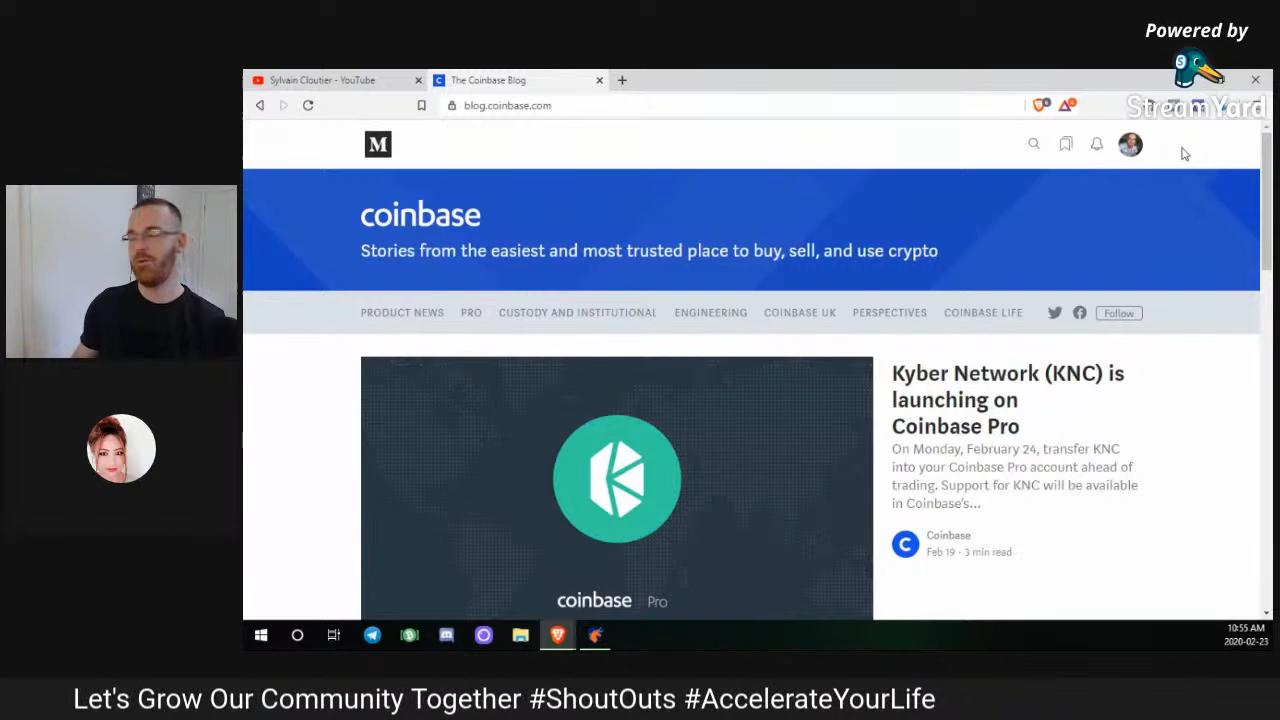 Powered by
StreamYard
Sylvain Cloutier - YouTube
The Coinbase Blog
blog.coinbase.com
M
coinbase
Stories from the easiest and most trusted place to buy, sell, and use crypto
PRODUCT NEWS PRO CUSTODY AND INSTITUTIONAL ENGINEERING COINBASE UK PERSPECTIVES COINBASE LIFE Follow
Kyber Network (KNC) is
launching on
Coinbase Pro
On Monday, February 24, transfer KNC
into your Coinbase Pro account ahead of
trading. Support for KNC will be available
in Coinbase's...
C
Coinbase
Feb 19 · 3 min read
coinbase Pro
10:55 AM
2020-02-23
Let's Grow Our Community Together #ShoutOuts #AccelerateYourLife